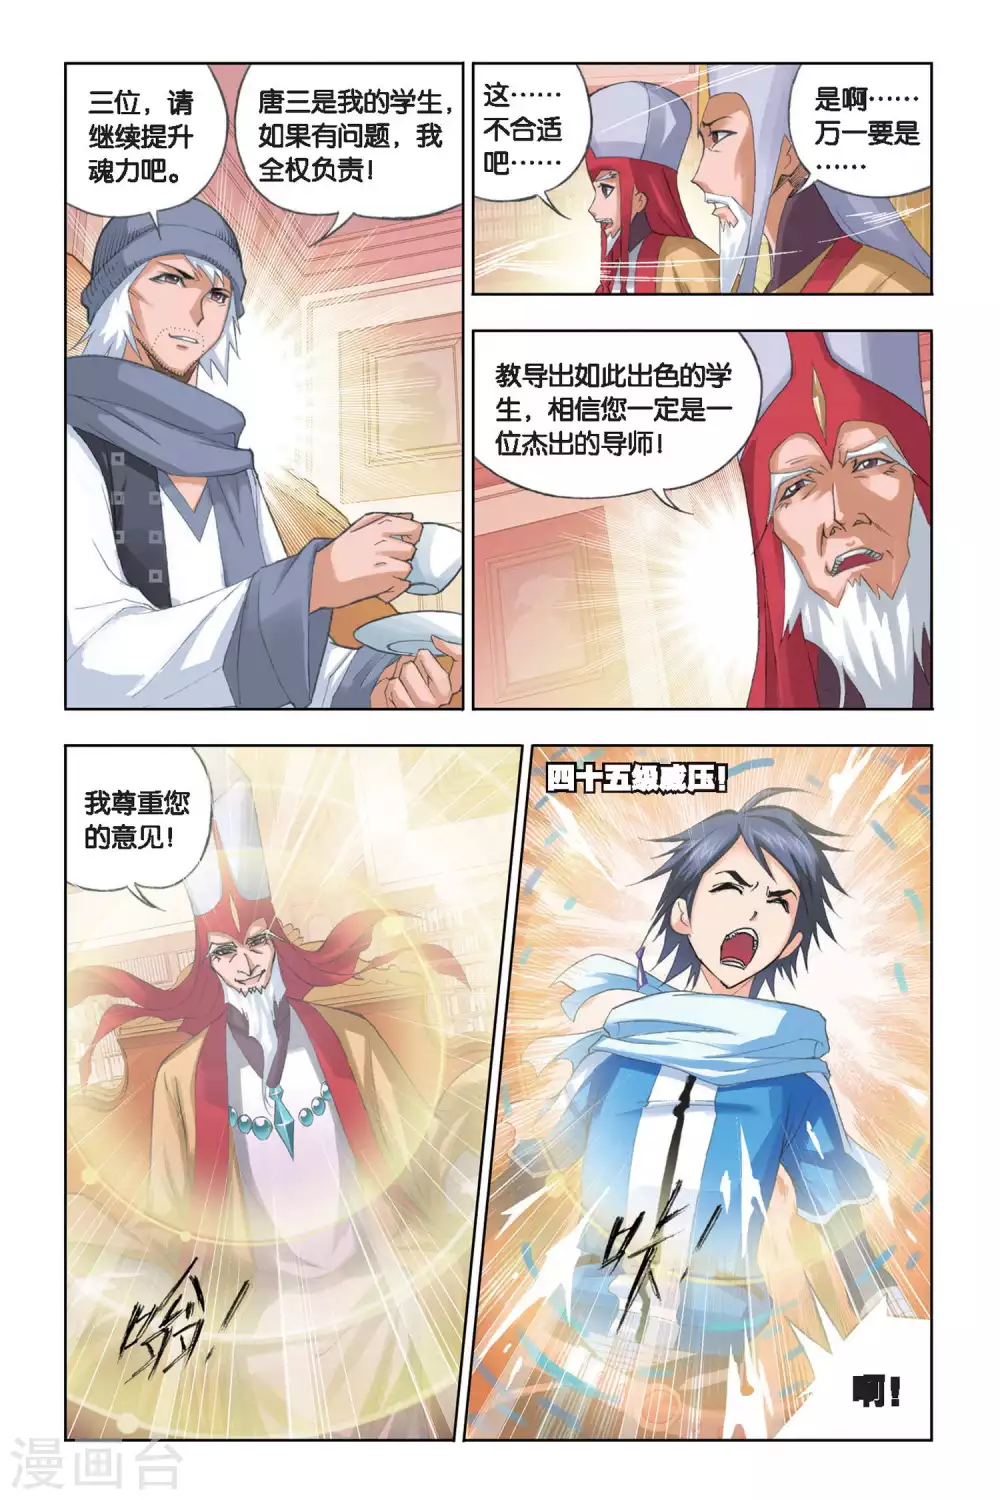 三位，请
继续提升
魂力吧。
唐三是我的学生，
如果有问题，我
全权负责！
这……
不合适
吧……
是啊……
万一要是
……
教导出如此出色的学
生，相信您一定是一
位杰出的导师！
我尊重您
的意见！
四十五级威压！
嗡！
咔！
啊！
漫画台